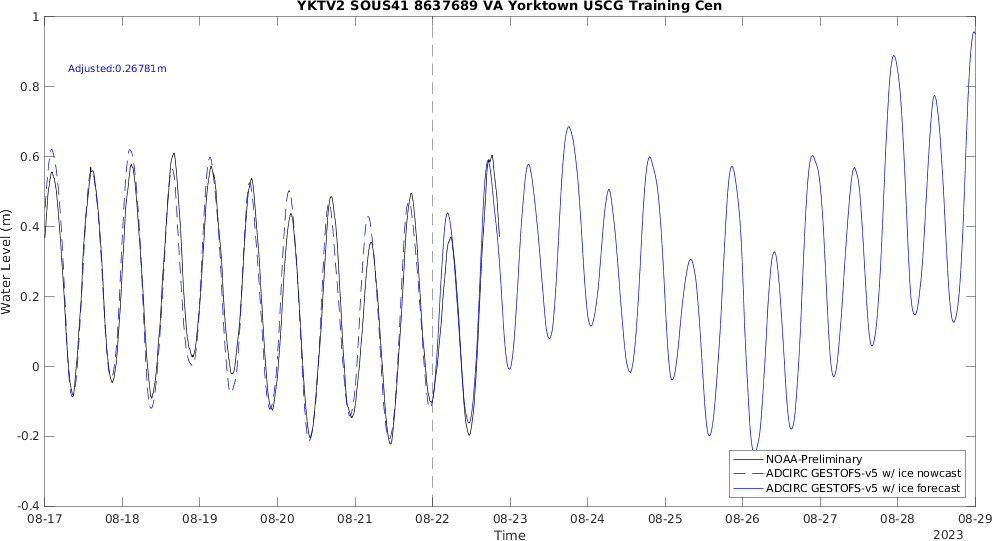 YKTV2 SOUS41 8637689 VA Yorktown USCG Training Cen
Adjusted:0.26781m
Water Level (m)
1
0.8
0.6
0.4
0.2
0
-0.2
-0.4
NOAA-Preliminary
ADCIRC GESTOFS-v5 w/ ice nowcast
ADCIRC GESTOFS-v5 w/ ice forecast
08-17 08-18 08-19 08-20 08-21 08-22 08-23 08-24 08-25 08-26 08-27 08-28 08-29
Time
2023